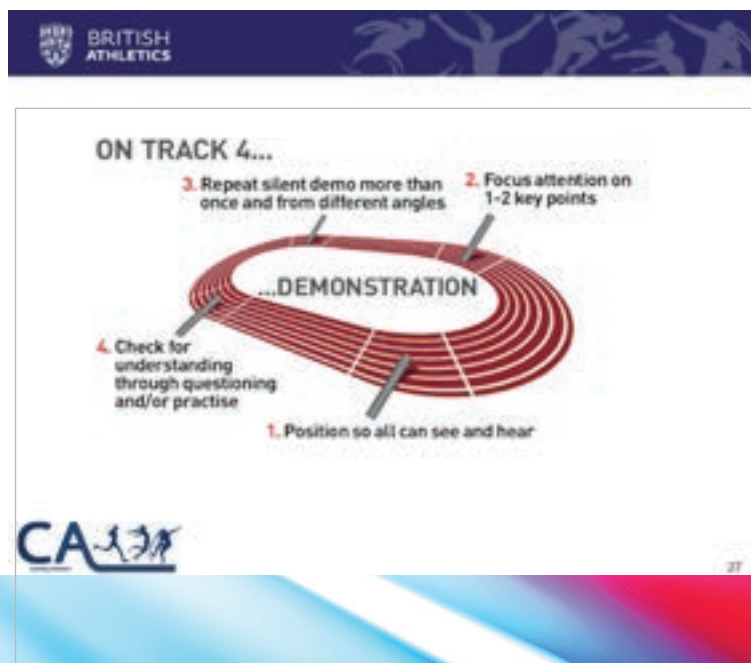 BRITISH
ATHLETICS
ON TRACK 4...
3. Repeat silent demo more than
once and from different angles
2. Focus attention on
1-2 key points
...DEMONSTRATION
4. Check for
understanding
through questioning
and/or practise
1. Position so all can see and hear
CA
27